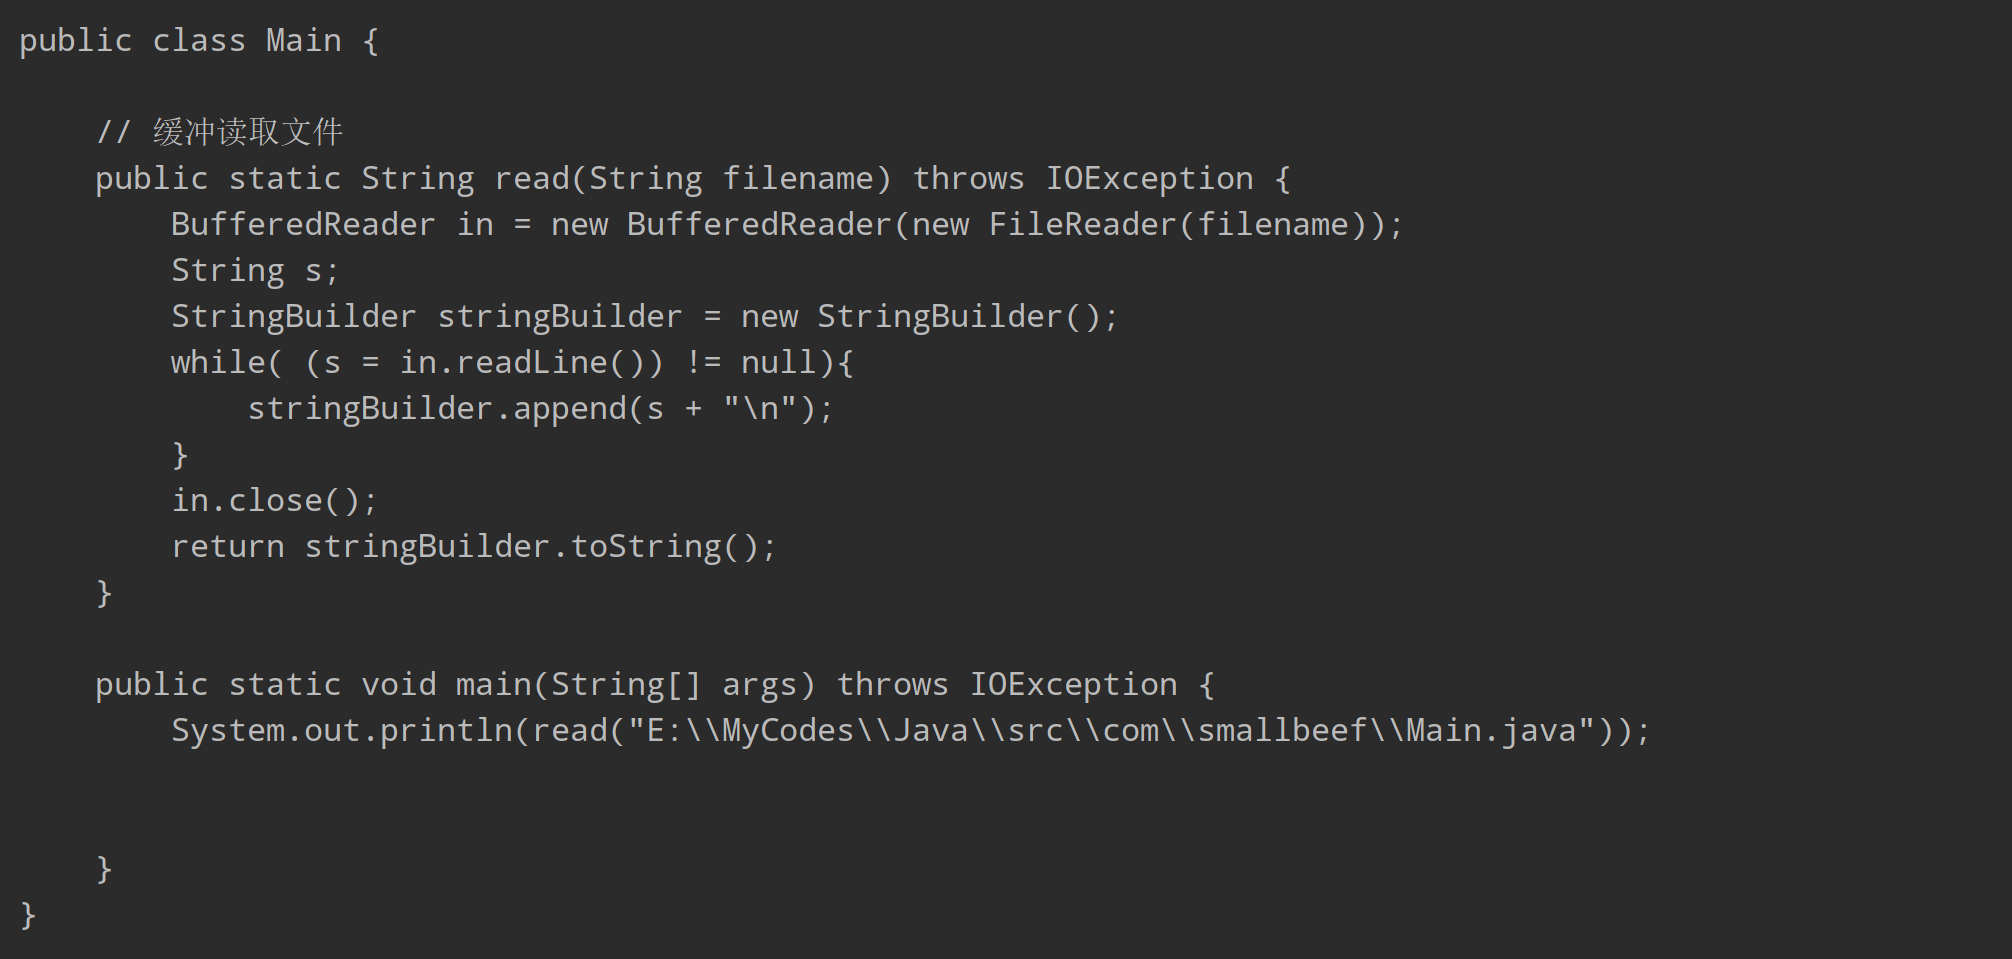 public class Main {
// 缓冲读取文件
public static String read(String filename) throws IOException {
BufferedReader in = new BufferedReader(new FileReader(filename));
String s;
StringBuilder stringBuilder = new StringBuilder();
while( (s = in.readLine()) != null){
stringBuilder.append(s + "\n");
}
in.close();
return stringBuilder.toString();
}
public static void main(String[] args) throws IOException {
System.out.println(read("E:\\MyCodes\\Java\\src\\com\\smallbeef\\Main.java"));
}
}